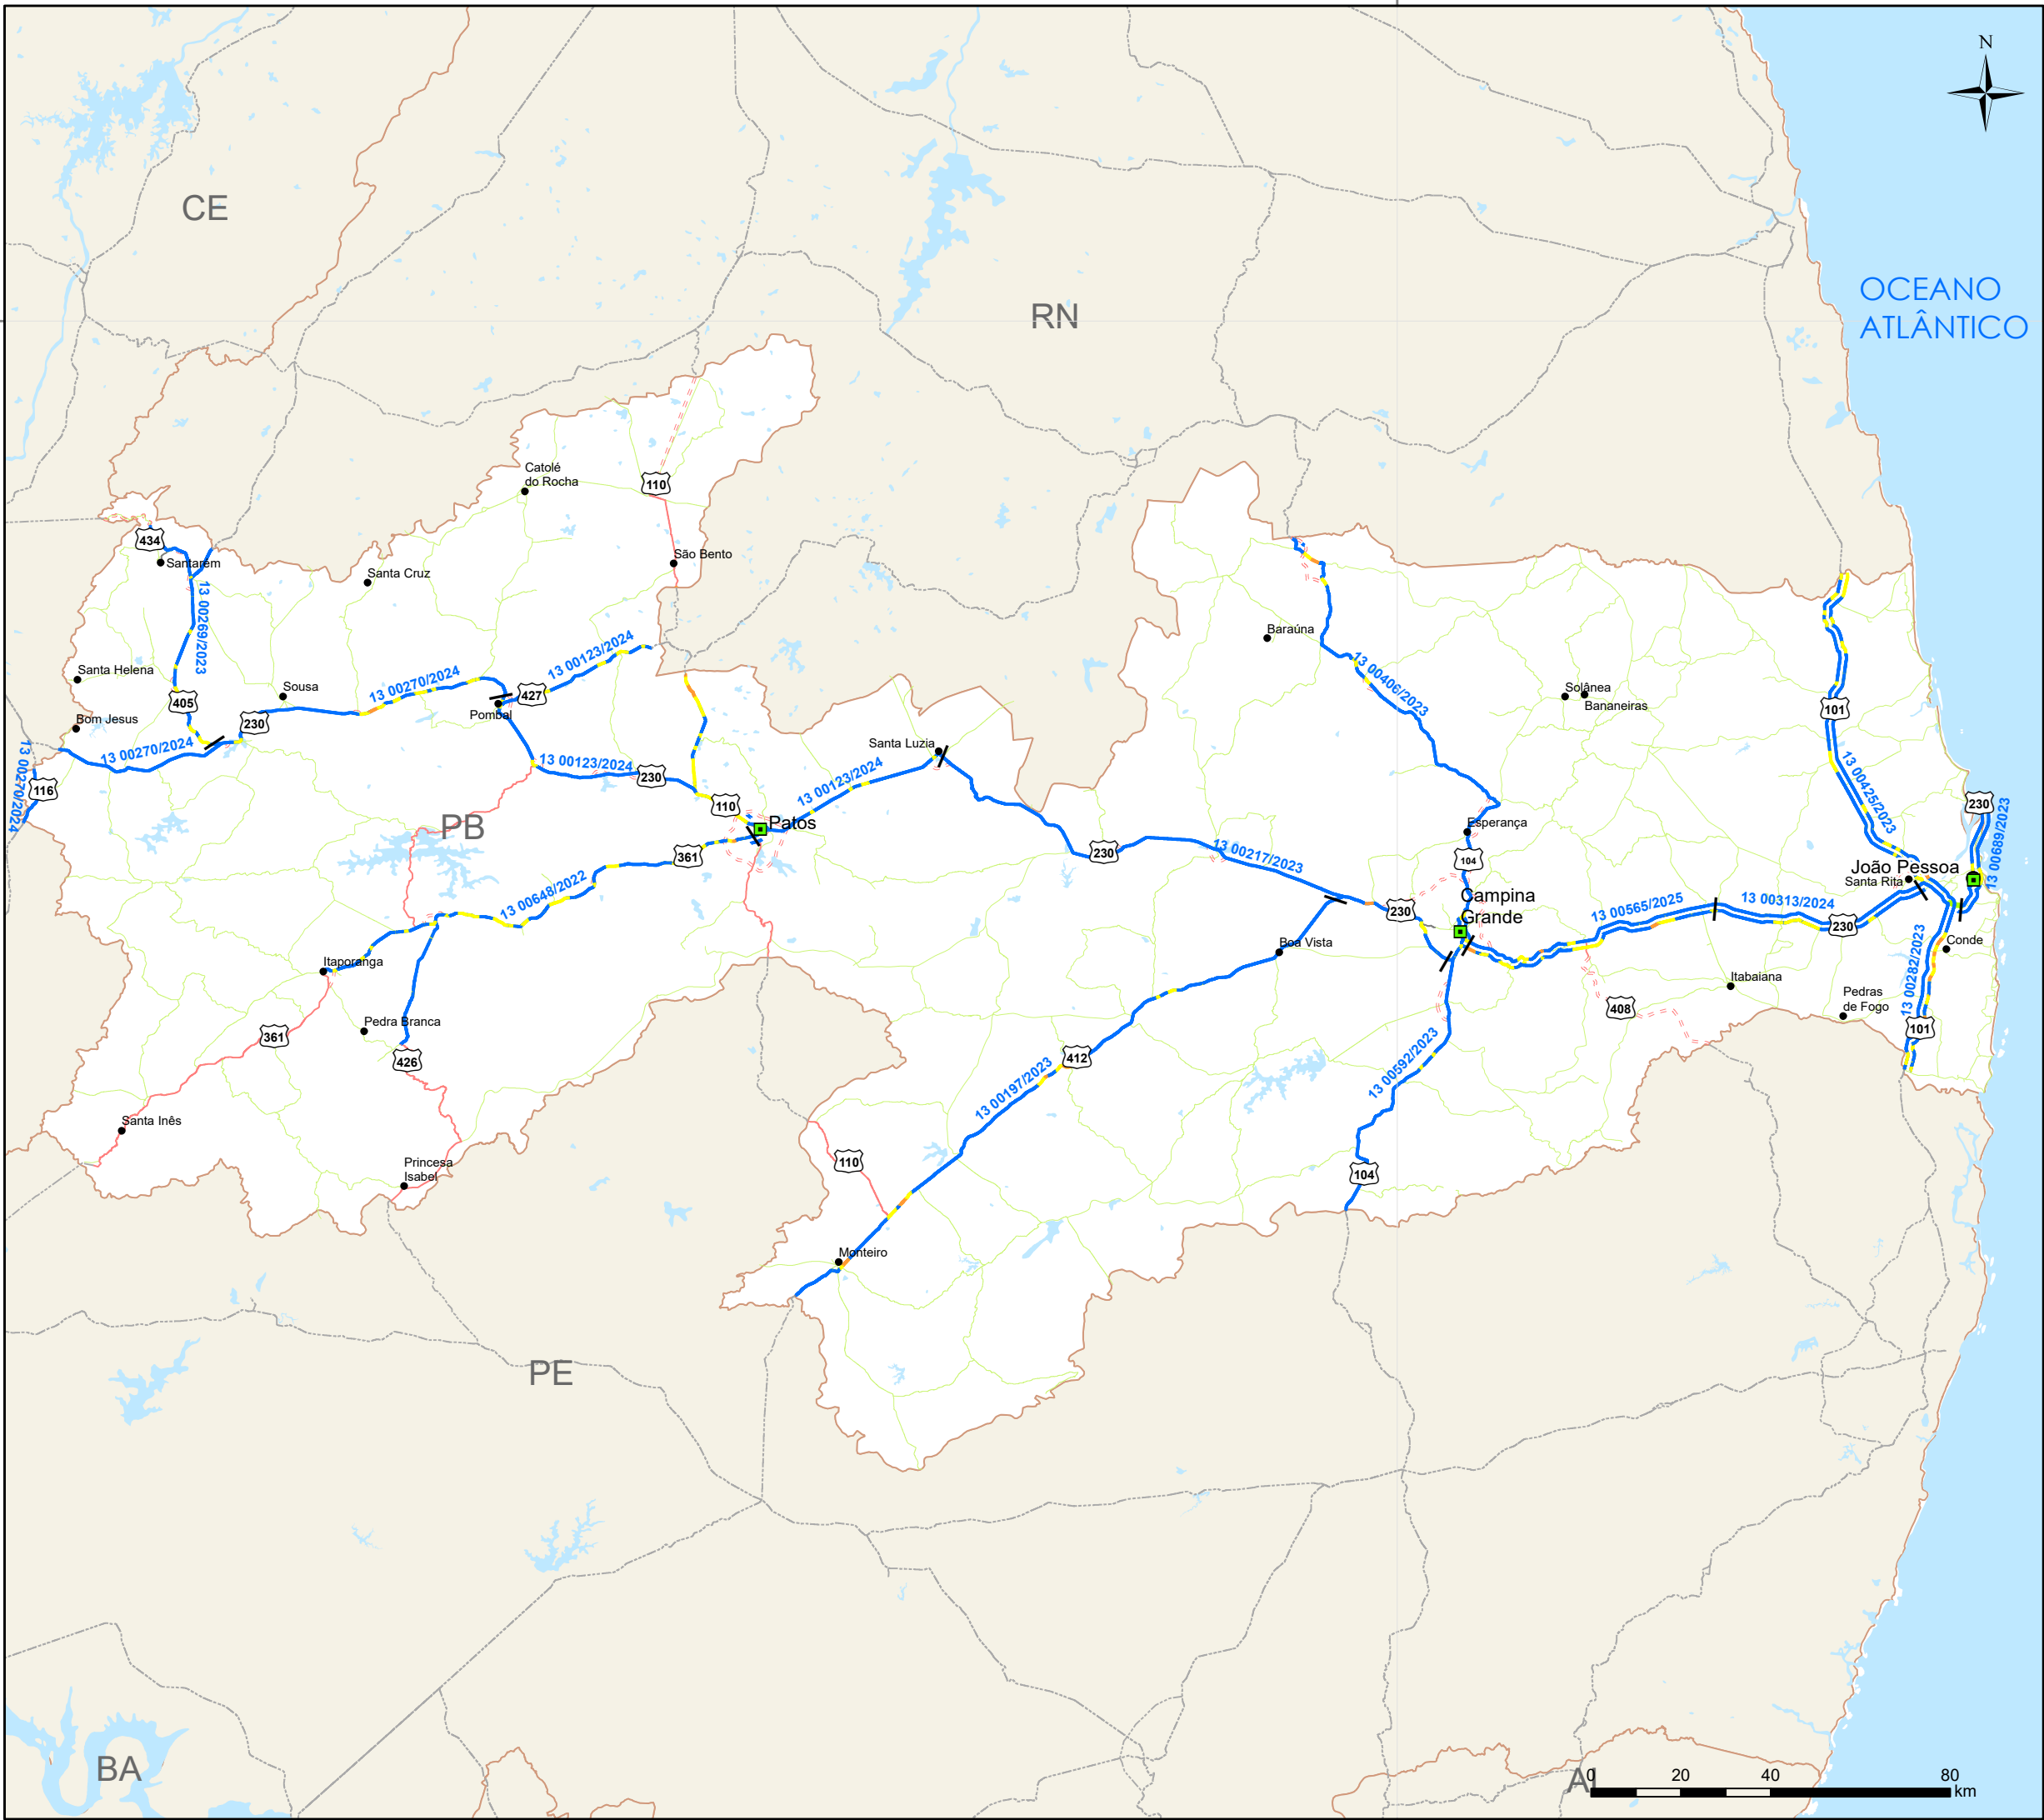 N
CE
RN
OCEANO
ATLÂNTICO
Catolé
do Rocha
110
434
Santarém
São Bento
Santa Cruz
13 00269/2023
Baraúna
13 00123/2024
Santa Helena
13 00270/2024
Sousa
427
405
Pombal
230
Bom Jesus
13 00270/2024
13 00270/2024
116
13 00406/2023
Solânea
Bananeiras
101
Santa Luzia
13 00123/2024
230
13 00123/2024
110
Patos
PB
361
230
13 00217/2023
Esperança
104
13 00425/2023
230
13 00689/2023
João Pessoa
Santa Rita
Campina
Grande
230
13 00565/2025
13 00313/2024
230
13 00648/2022
Boa Vista
Conde
Itaporanga
Itabaiana
13 00282/2023
Pedras
de Fogo
408
101
Pedra Branca
361
426
412
13 00197/2023
13 00592/2023
Santa Inês
110
104
Princesa
Isabel
Monteiro
PE
BA
AL
0 20 40 80
km